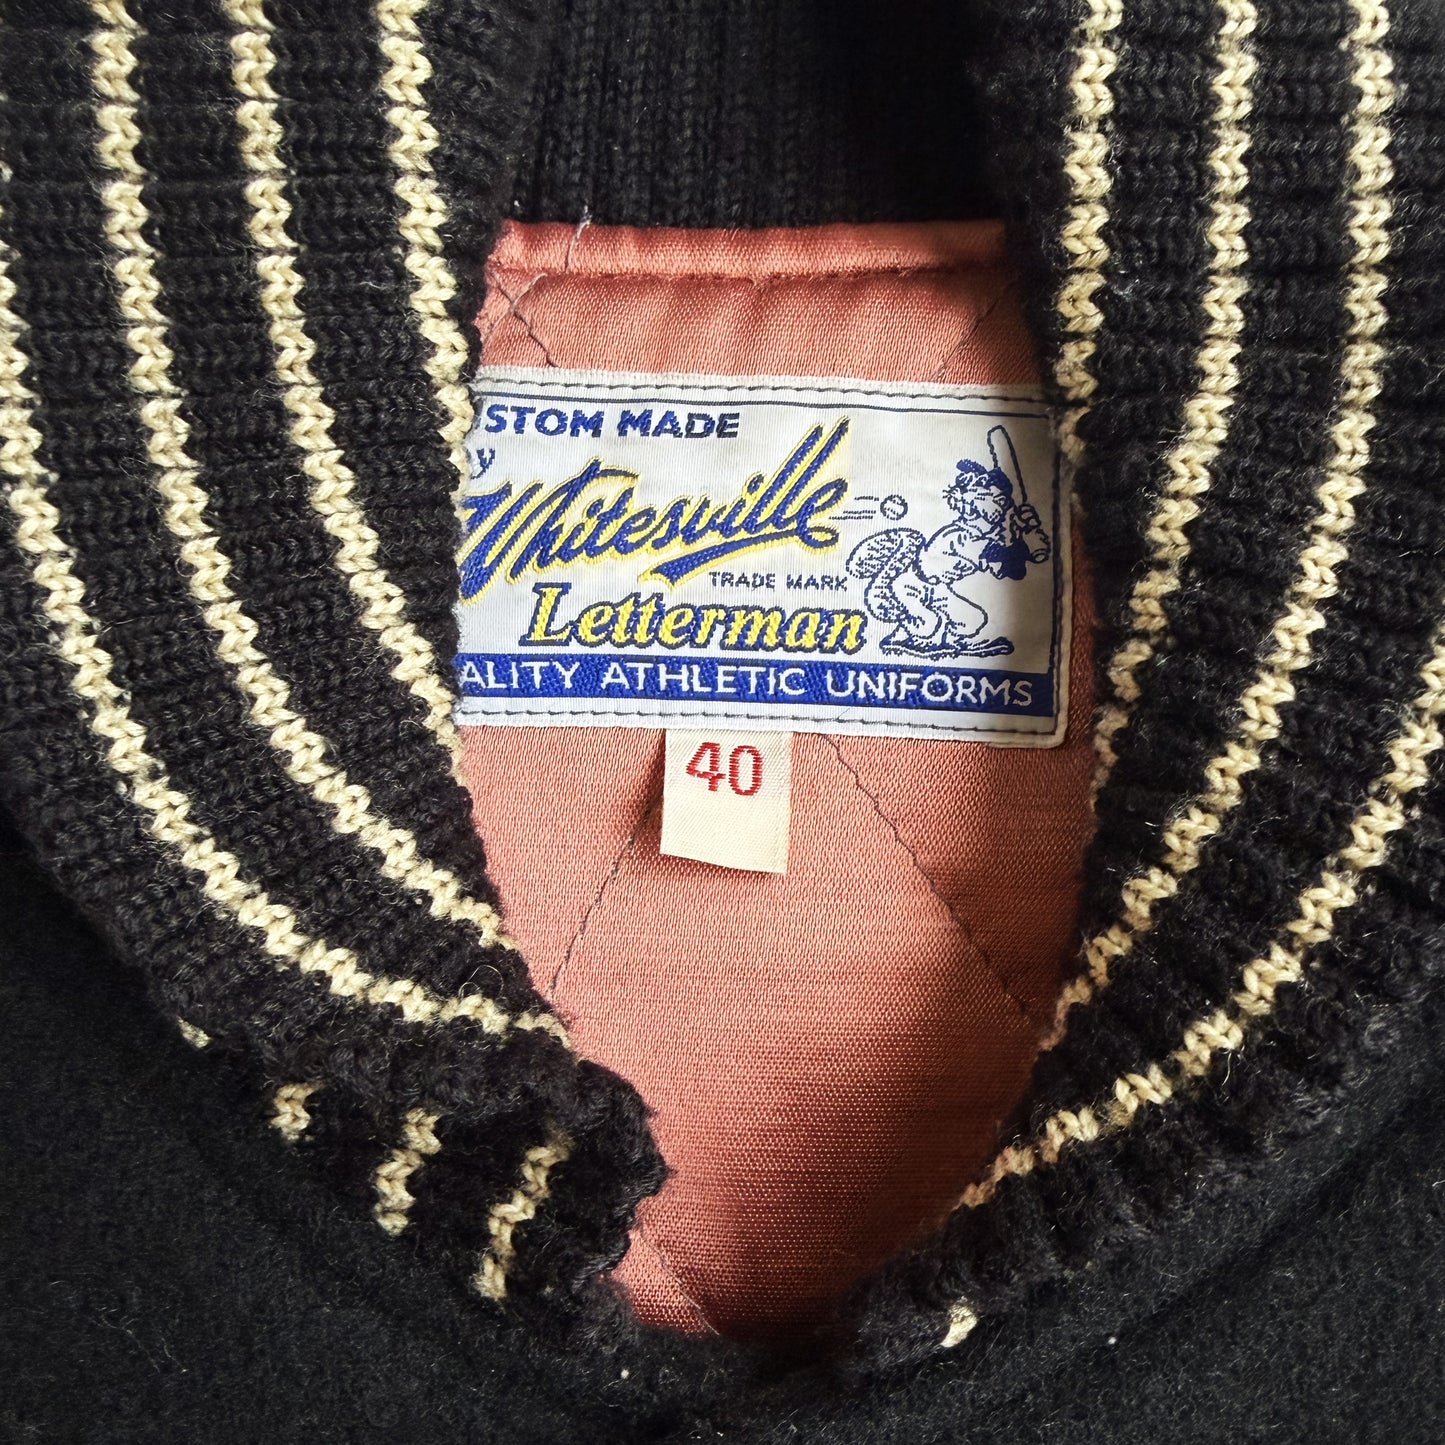 STOM MADE
y
Whitesville
TRADE MARK
Letterman
ALITY ATHLETIC UNIFORMS
40